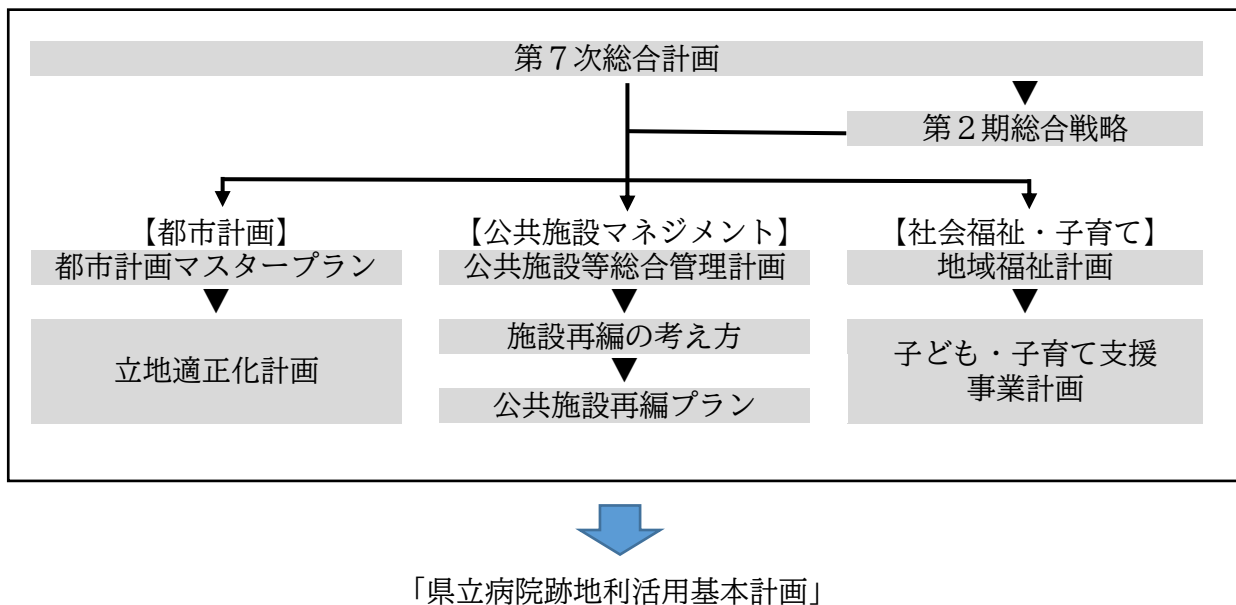 第７次総合計画
第２期総合戦略
【都市計画】
都市計画マスタープラン
立地適正化計画
【公共施設マネジメント】
公共施設等総合管理計画
施設再編の考え方
公共施設再編プラン
【社会福祉・子育て】
地域福祉計画
子ども・子育て支援
事業計画
「県立病院跡地利活用基本計画」